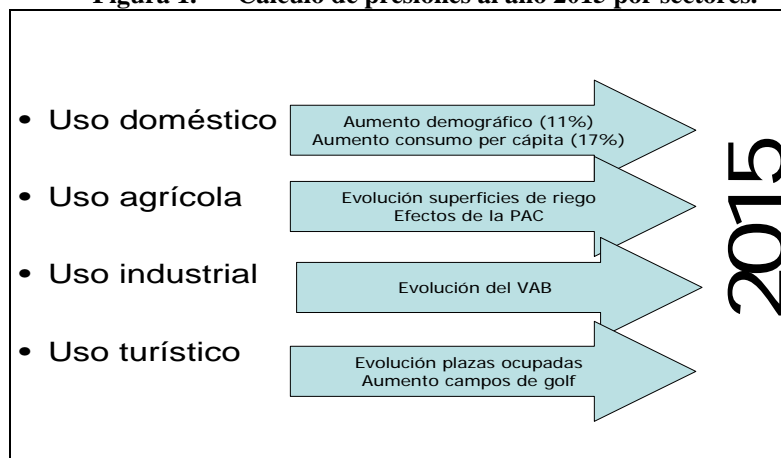 Figura 1. Cálculo de presiones al año 2015 por sectores.
• Uso doméstico
Aumento demográfico (11%)
Aumento consumo per cápita (17%)
• Uso agrícola
Evolución superficies de riego
Efectos de la PAC
• Uso industrial
Evolución del VAB
• Uso turístico
Evolución plazas ocupadas
Aumento campos de golf
2015